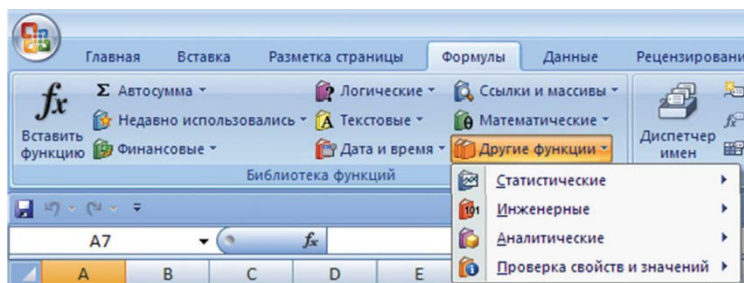 Главная Вставка Разметка страницы Формулы Данные Рецензировани
fx Σ Автосумма Логические Ссылки и массивы
Недавно использовались Текстовые Математические
Вставить функцию Финансовые Дата и время Другие функции Диспетчер имен
Библиотека функций
Статистические
Инженерные
Аналитические
Проверка свойств и значений
A7 fx
A B C D E